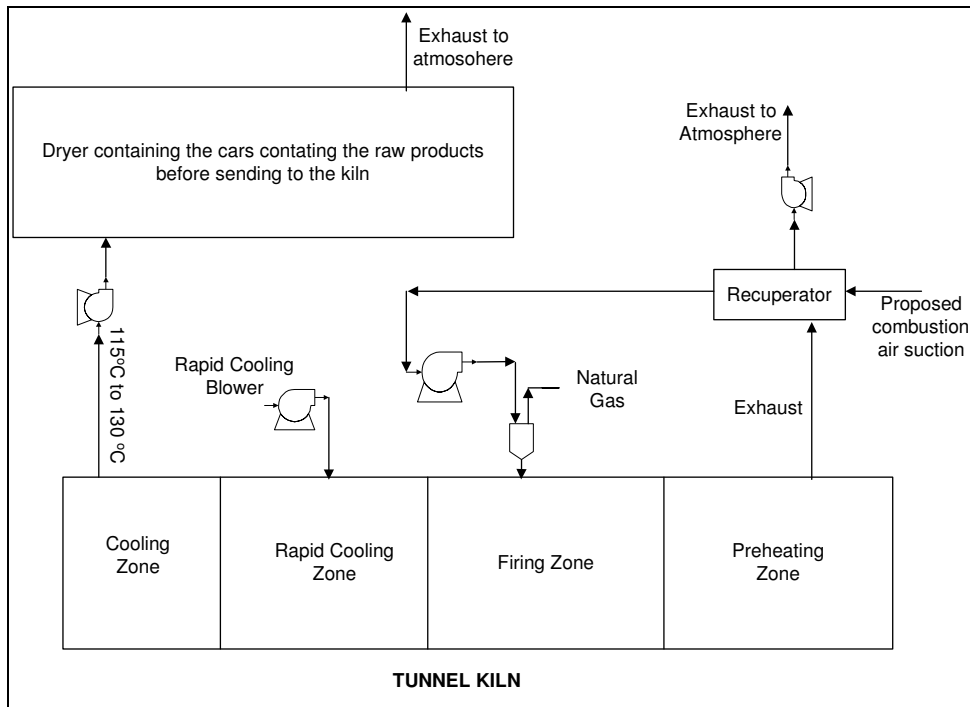 Exhaust to
atmosohere
Exhaust to
Atmosphere
Dryer containing the cars contating the raw products
before sending to the kiln
Recuperator
Proposed
combustion
air suction
115ºC to 130 ºC
Rapid Cooling
Blower
Natural
Gas
Exhaust
Cooling
Zone
Rapid Cooling
Zone
Firing Zone
Preheating
Zone
TUNNEL KILN